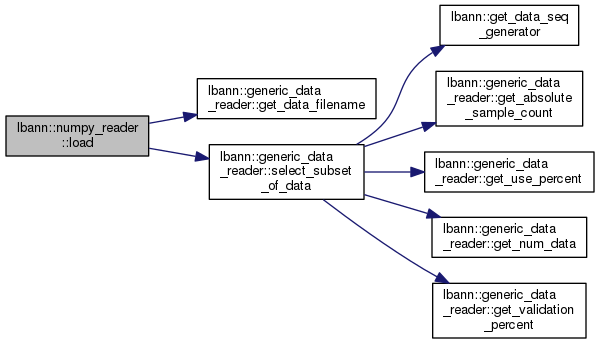 lbann::numpy_reader
::load
lbann::generic_data
_reader::get_data_filename
lbann::generic_data
_reader::select_subset
_of_data
lbann::get_data_seq
_generator
lbann::generic_data
_reader::get_absolute
_sample_count
lbann::generic_data
_reader::get_use_percent
lbann::generic_data
_reader::get_num_data
lbann::generic_data
_reader::get_validation
_percent